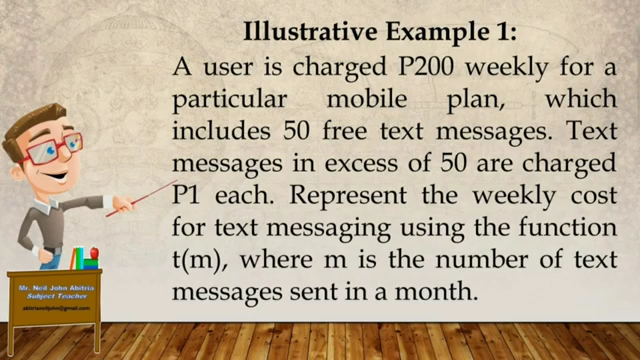 Illustrative Example 1:
A user is charged P200 weekly for a
particular mobile plan, which
includes 50 free text messages. Text
messages in excess of 50 are charged
P1 each. Represent the weekly cost
for text messaging using the function
t(m), where m is the number of text
messages sent in a month.
Mr. Neil John Abitria
Subject Teacher